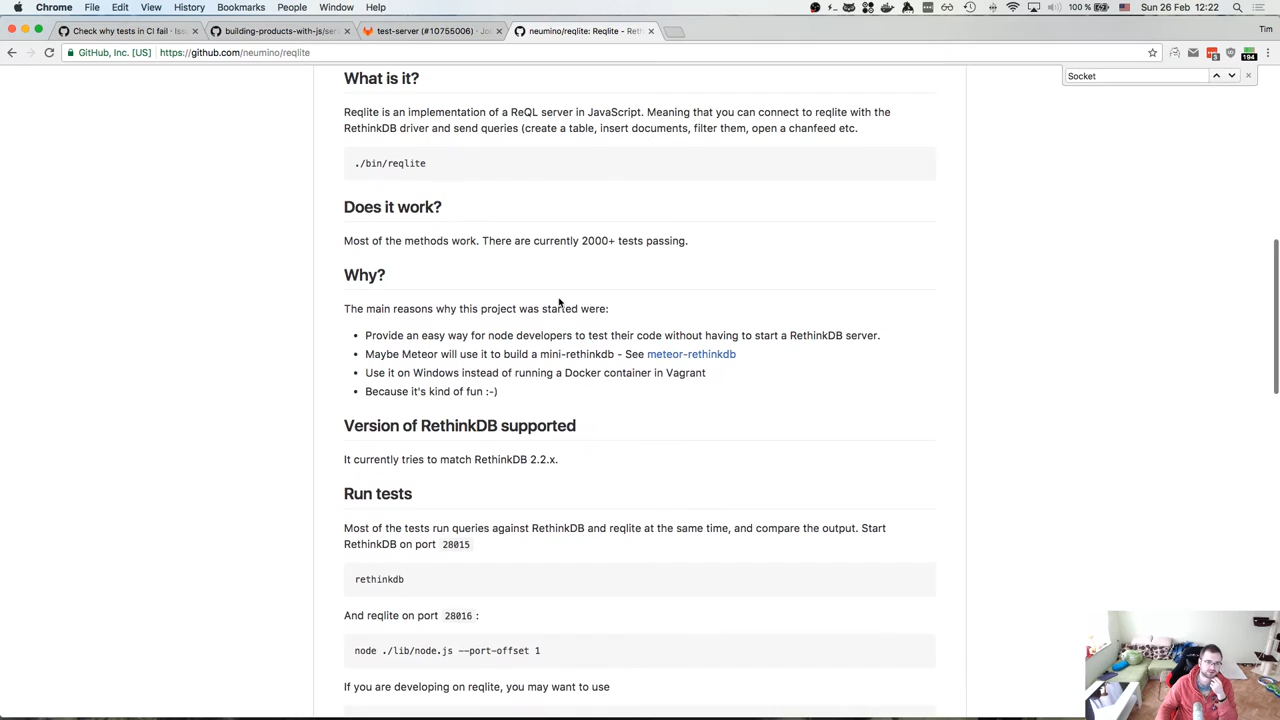 Chrome File Edit View History Bookmarks People Window Help 100 % Sun 26 Feb 12:22
Check why tests in CI fail · Iss
building-products-with-js/ser
test-server (#10755006) · Jo
neumino/reqlite: Reqlite - Reth
Tim
GitHub, Inc. [US] https://github.com/neumino/reqlite
Socket
What is it?
Reqlite is an implementation of a ReQL server in JavaScript. Meaning that you can connect to reqlite with the
RethinkDB driver and send queries (create a table, insert documents, filter them, open a chanfeed etc.
./bin/reqlite
Does it work?
Most of the methods work. There are currently 2000+ tests passing.
Why?
The main reasons why this project was started were:
• Provide an easy way for node developers to test their code without having to start a RethinkDB server.
• Maybe Meteor will use it to build a mini-rethinkdb - See meteor-rethinkdb
• Use it on Windows instead of running a Docker container in Vagrant
• Because it's kind of fun :-)
Version of RethinkDB supported
It currently tries to match RethinkDB 2.2.x.
Run tests
Most of the tests run queries against RethinkDB and reqlite at the same time, and compare the output. Start
RethinkDB on port 28015
rethinkdb
And reqlite on port 28016 :
node ./lib/node.js --port-offset 1
If you are developing on reqlite, you may want to use